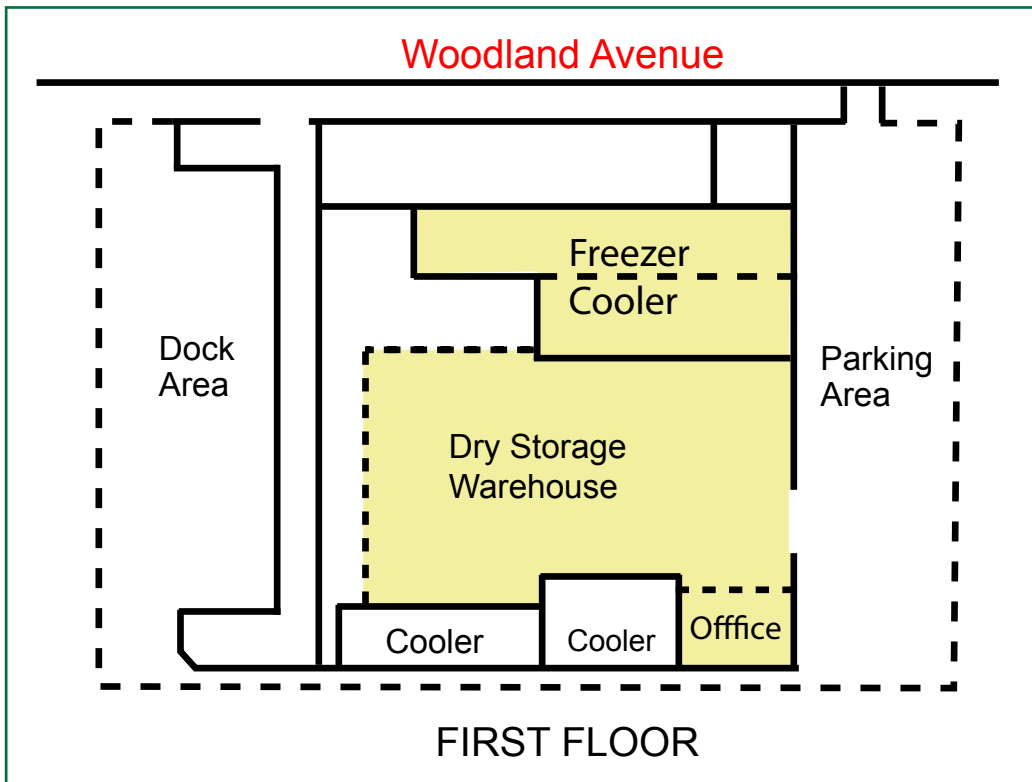 Woodland Avenue
Freezer
Cooler
Dock
Area
Parking
Area
Dry Storage
Warehouse
Cooler
Cooler
Offfice
FIRST FLOOR